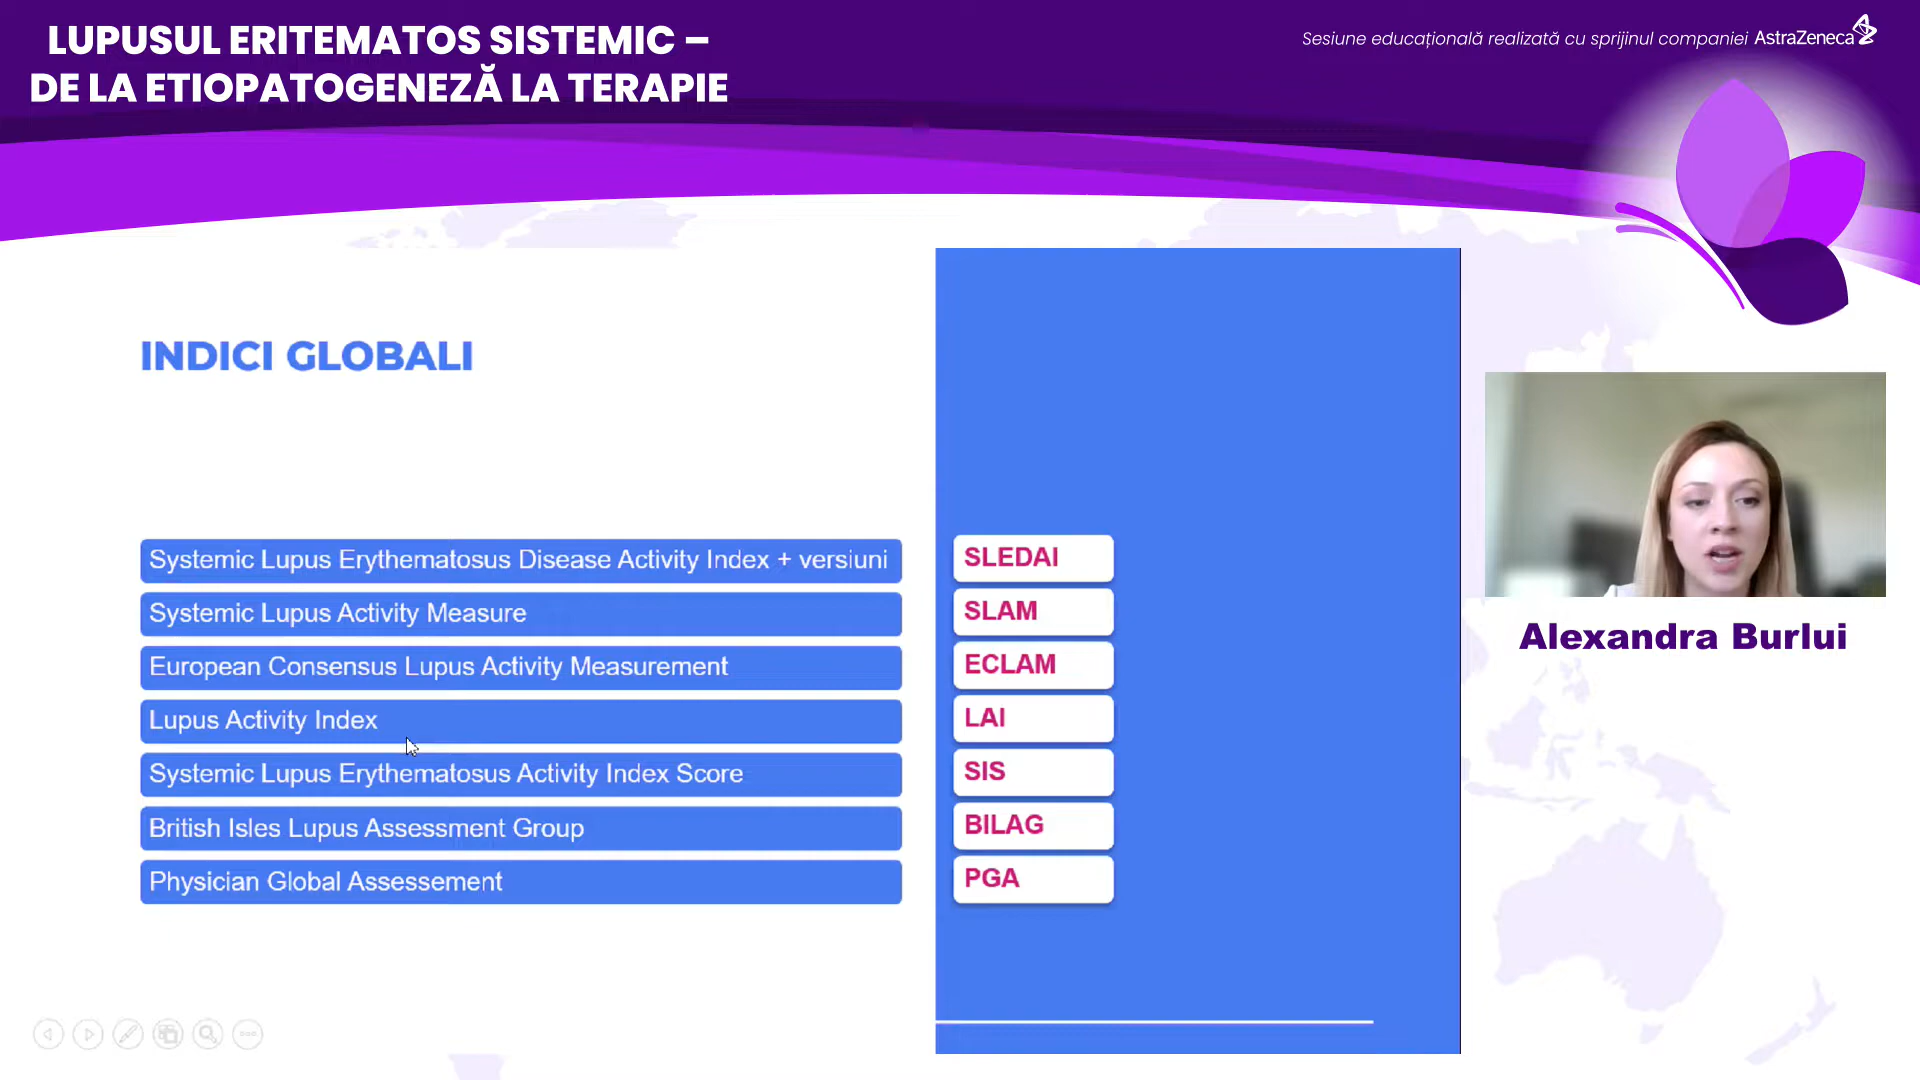 LUPUSUL ERITEMATOS SISTEMIC –
DE LA ETIOPATOGENEZĂ LA TERAPIE
Sesiune educațională realizată cu sprijinul companiei AstraZeneca
INDICI GLOBALI
Systemic Lupus Erythematosus Disease Activity Index + versiuni
SLEDAI
Systemic Lupus Activity Measure
SLAM
European Consensus Lupus Activity Measurement
ECLAM
Lupus Activity Index
LAI
Systemic Lupus Erythematosus Activity Index Score
SIS
British Isles Lupus Assessment Group
BILAG
Physician Global Assessement
PGA
Alexandra Burlui